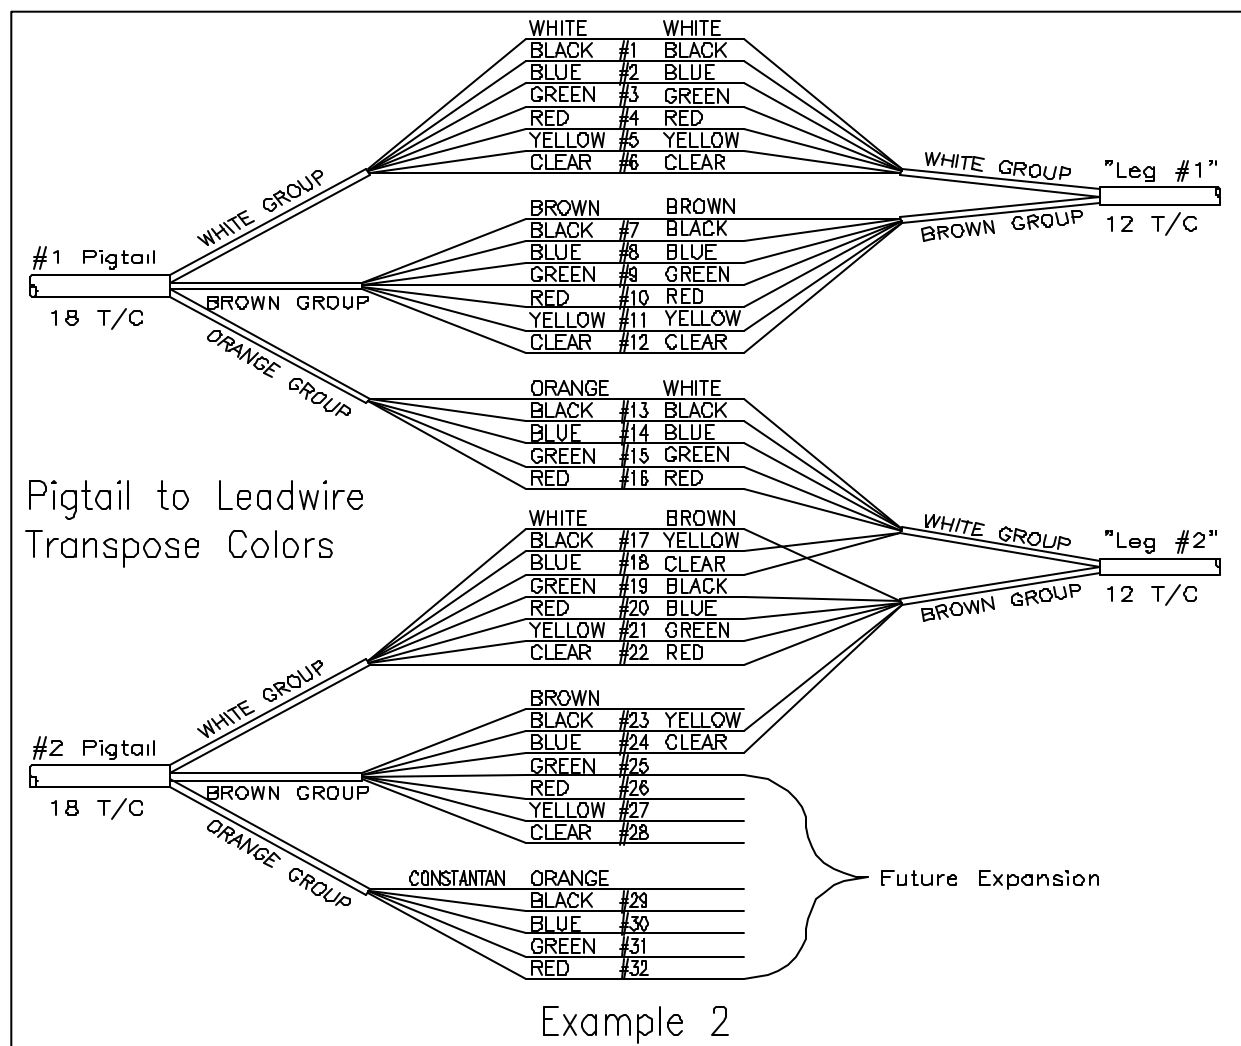 WHITE WHITE
BLACK #1 BLACK
BLUE #2 BLUE
GREEN #3 GREEN
RED #4 RED
YELLOW #5 YELLOW
CLEAR #6 CLEAR
WHITE GROUP
WHITE GROUP
"Leg #1"
BROWN GROUP
12 T/C
BROWN BROWN
BLACK #7 BLACK
BLUE #8 BLUE
GREEN #9 GREEN
RED #10 RED
YELLOW #11 YELLOW
CLEAR #12 CLEAR
#1 Pigtail
18 T/C
BROWN GROUP
ORANGE GROUP
ORANGE WHITE
BLACK #13 BLACK
BLUE #14 BLUE
GREEN #15 GREEN
RED #16 RED
Pigtail to Leadwire
Transpose Colors
WHITE BROWN
BLACK #17 YELLOW
BLUE #18 CLEAR
GREEN #19 BLACK
RED #20 BLUE
YELLOW #21 GREEN
CLEAR #22 RED
WHITE GROUP
"Leg #2"
BROWN GROUP
12 T/C
WHITE GROUP
#2 Pigtail
18 T/C
BROWN GROUP
ORANGE GROUP
BROWN
BLACK #23 YELLOW
BLUE #24 CLEAR
GREEN #25
RED #26
YELLOW #27
CLEAR #28
CONSTANTAN ORANGE
BLACK #29
BLUE #30
GREEN #31
RED #32
Future Expansion
Example 2